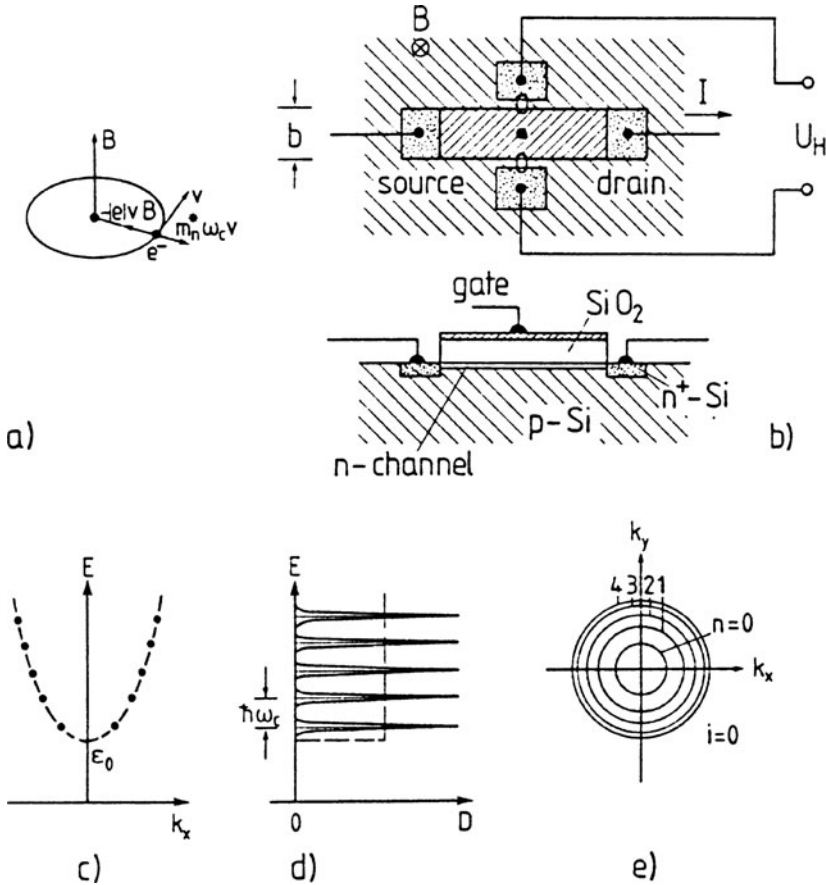 B
-|e|v B
v
m_n ω_c v
e⁻
a)
B
b
I
U_H
source
drain
gate
SiO₂
n⁺-Si
p-Si
n-channel
b)
E
ε₀
k_x
c)
E
ħω_c
0
D
d)
k_y
4 3 2 1
n=0
k_x
i=0
e)